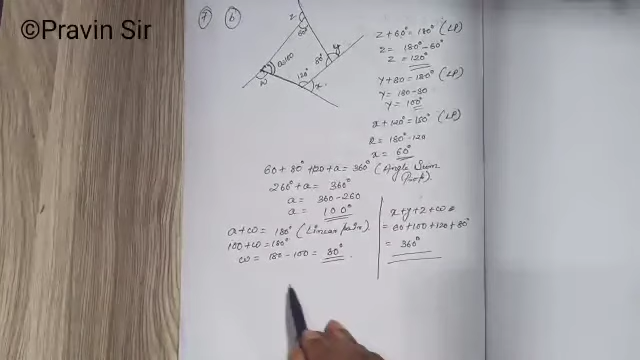 ©Pravin Sir
7 b
z
60°
y
80°
a=100
120°
x
w
z+60° = 180° (LP)
z = 180°-60°
z = 120°
y+80 = 180° (LP)
y = 180-80
y = 100°
x+120° = 180° (LP)
x = 180°-120
x = 60°
60+80°+120+a = 360° (Angle Sum
Prop).
260°+a = 360°
a = 360-260
a = 100°
a+w = 180° (Linear pair)
100+w = 180°
w = 180-100 = 80°.
x+y+z+w
= 60+100+120+80°
= 360°